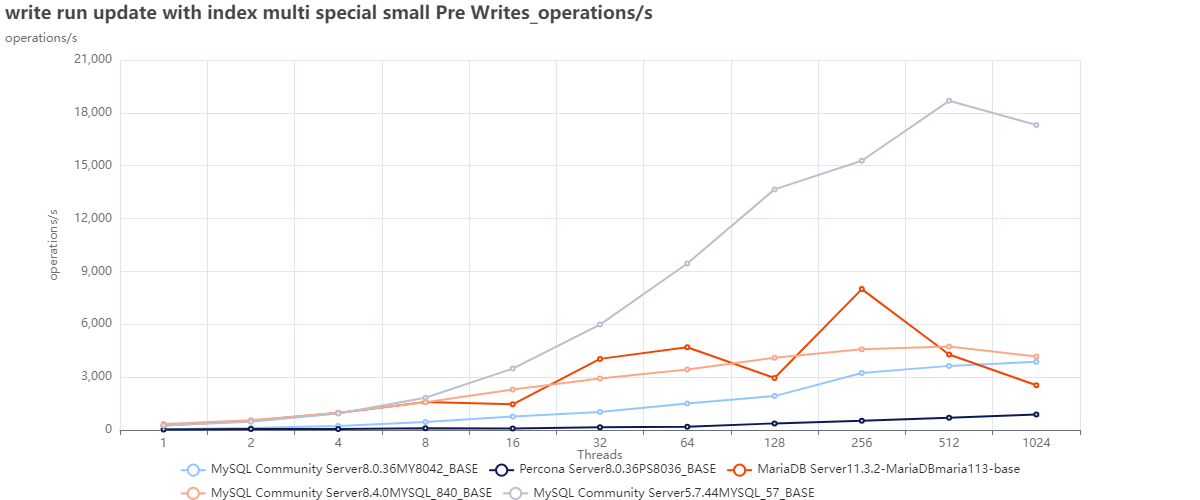 write run update with index multi special small Pre Writes_operations/s
operations/s
21,000
18,000
15,000
12,000
9,000
6,000
3,000
0
operations/s
1 2 4 8 16 32 64 128 256 512 1024
Threads
MySQL Community Server8.0.36MY8042_BASE Percona Server8.0.36PS8036_BASE MariaDB Server11.3.2-MariaDBmaria113-base
MySQL Community Server8.4.0MYSQL_840_BASE MySQL Community Server5.7.44MYSQL_57_BASE